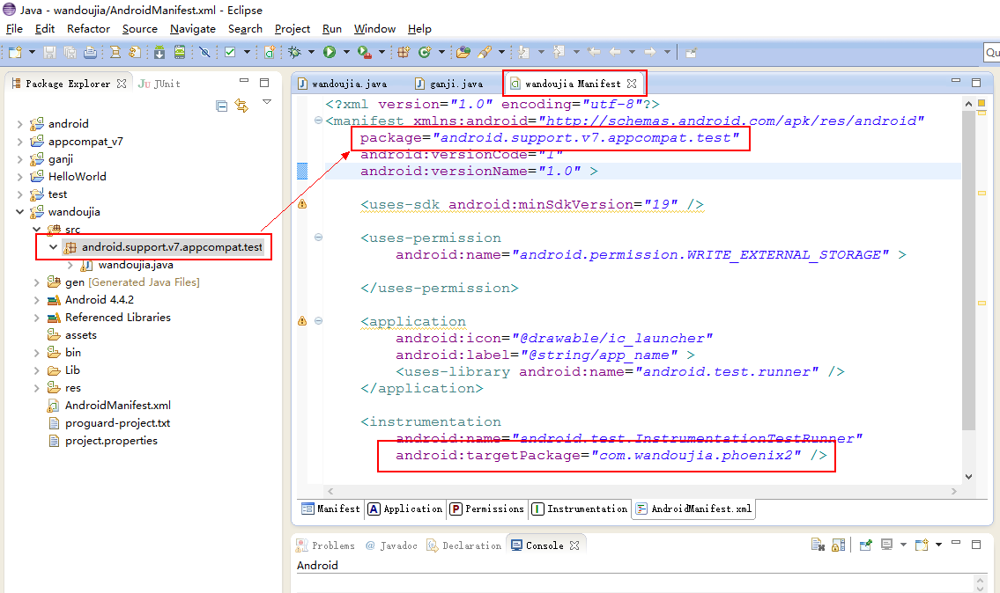 Java - wandoujia/AndroidManifest.xml - Eclipse
File Edit Refactor Source Navigate Search Project Run Window Help
Qu
Package Explorer JUnit
android
appcompat_v7
ganji
HelloWorld
test
wandoujia
src
android.support.v7.appcompat.test
wandoujia.java
gen [Generated Java Files]
Android 4.4.2
Referenced Libraries
assets
bin
Lib
res
AndroidManifest.xml
proguard-project.txt
project.properties
wandoujia.java ganji.java wandoujia Manifest
<?xml version="1.0" encoding="utf-8"?>
<manifest xmlns:android="http://schemas.android.com/apk/res/android"
package="android.support.v7.appcompat.test"
android:versionCode="1"
android:versionName="1.0" >
<uses-sdk android:minSdkVersion="19" />
<uses-permission
android:name="android.permission.WRITE_EXTERNAL_STORAGE" >
</uses-permission>
<application
android:icon="@drawable/ic_launcher"
android:label="@string/app_name" >
<uses-library android:name="android.test.runner" />
</application>
<instrumentation
android:name="android.test.InstrumentationTestRunner"
android:targetPackage="com.wandoujia.phoenix2" />
Manifest A Application P Permissions I Instrumentation AndroidManifest.xml
Problems @ Javadoc Declaration Console
Android